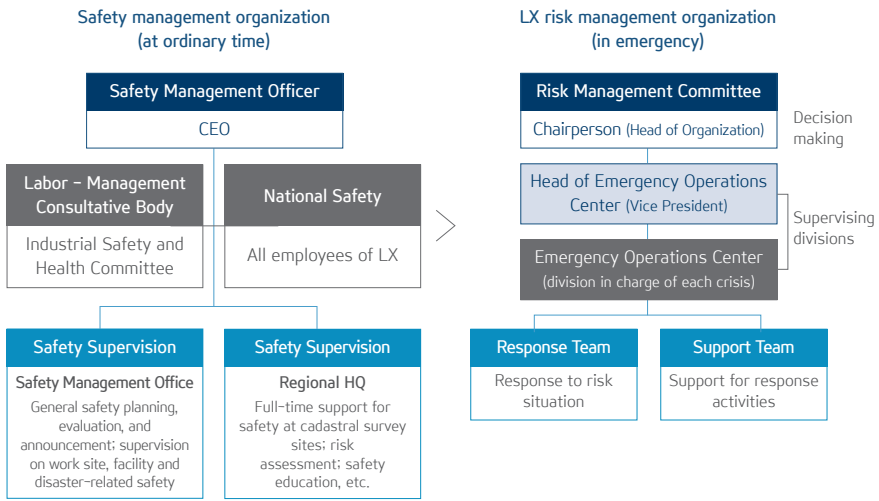 Safety management organization
(at ordinary time)
Safety Management Officer
CEO
Labor – Management
Consultative Body
Industrial Safety and
Health Committee
National Safety
All employees of LX
Safety Supervision
Safety Management Office
General safety planning,
evaluation, and
announcement; supervision
on work site, facility and
disaster-related safety
Safety Supervision
Regional HQ
Full-time support for
safety at cadastral survey
sites; risk
assessment; safety
education, etc.
LX risk management organization
(in emergency)
Risk Management Committee
Chairperson (Head of Organization)
Decision
making
Head of Emergency Operations
Center (Vice President)
Supervising
divisions
Emergency Operations Center
(division in charge of each crisis)
Response Team
Response to risk
situation
Support Team
Support for response
activities